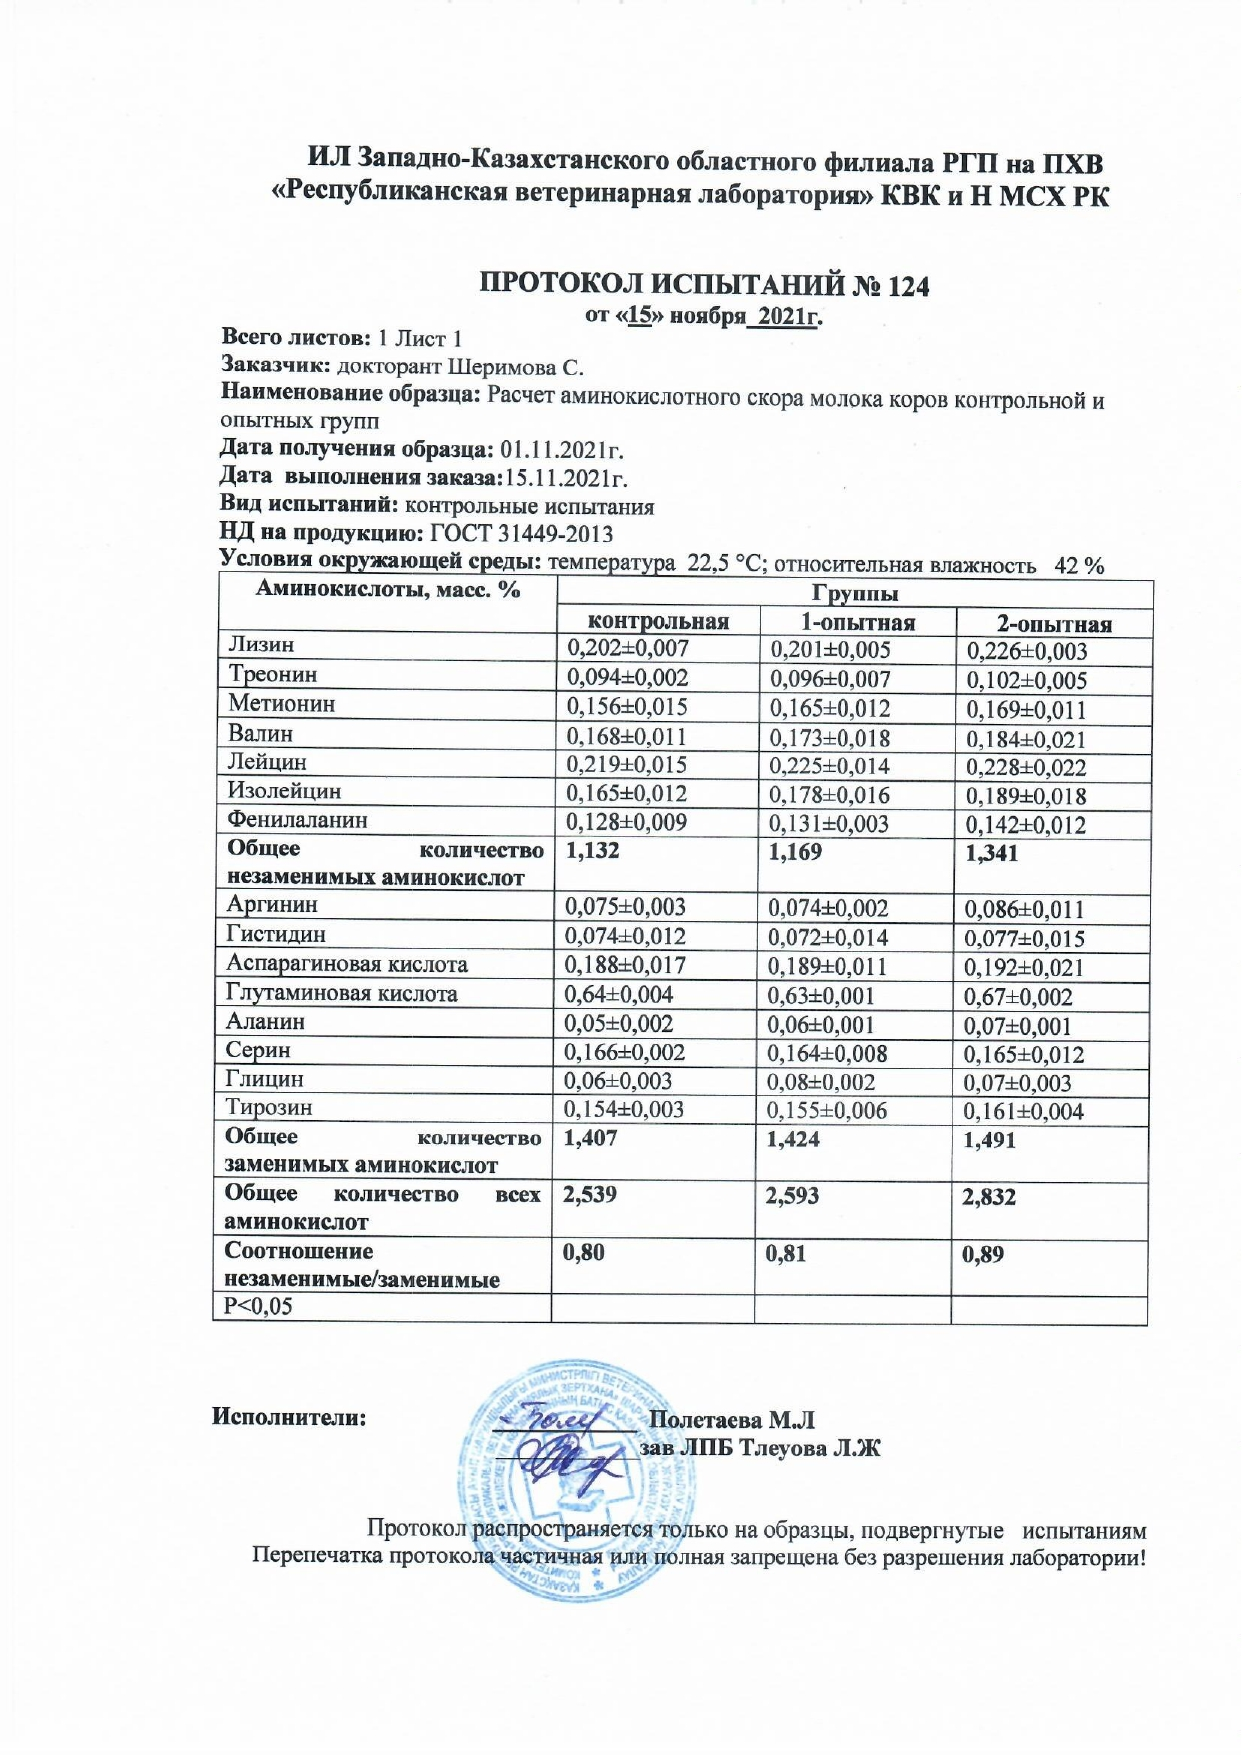 ИЛ Западно-Казахстанского областного филиала РГП на ПХВ
«Республиканская ветеринарная лаборатория» КВК и Н МСХ РК
ПРОТОКОЛ ИСПЫТАНИЙ № 124
от «15» ноября 2021г.
Всего листов: 1 Лист 1
Заказчик: докторант Шеримова С.
Наименование образца: Расчет аминокислотного скора молока коров контрольной и
опытных групп
Дата получения образца: 01.11.2021г.
Дата выполнения заказа:15.11.2021г.
Вид испытаний: контрольные испытания
НД на продукцию: ГОСТ 31449-2013
Условия окружающей среды: температура 22,5 °С; относительная влажность 42 %
Аминокислоты, масс. % Группы
контрольная 1-опытная 2-опытная
Лизин 0,202±0,007 0,201±0,005 0,226±0,003
Треонин 0,094±0,002 0,096±0,007 0,102±0,005
Метионин 0,156±0,015 0,165±0,012 0,169±0,011
Валин 0,168±0,011 0,173±0,018 0,184±0,021
Лейцин 0,219±0,015 0,225±0,014 0,228±0,022
Изолейцин 0,165±0,012 0,178±0,016 0,189±0,018
Фенилаланин 0,128±0,009 0,131±0,003 0,142±0,012
Общее количество 1,132 1,169 1,341
незаменимых аминокислот
Аргинин 0,075±0,003 0,074±0,002 0,086±0,011
Гистидин 0,074±0,012 0,072±0,014 0,077±0,015
Аспарагиновая кислота 0,188±0,017 0,189±0,011 0,192±0,021
Глутаминовая кислота 0,64±0,004 0,63±0,001 0,67±0,002
Аланин 0,05±0,002 0,06±0,001 0,07±0,001
Серин 0,166±0,002 0,164±0,008 0,165±0,012
Глицин 0,06±0,003 0,08±0,002 0,07±0,003
Тирозин 0,154±0,003 0,155±0,006 0,161±0,004
Общее количество 1,407 1,424 1,491
заменимых аминокислот
Общее количество всех 2,539 2,593 2,832
аминокислот
Соотношение 0,80 0,81 0,89
незаменимые/заменимые
Р<0,05
Исполнители: Полетаева М.Л
зав ЛПБ Тлеуова Л.Ж
Протокол распространяется только на образцы, подвергнутые испытаниям
Перепечатка протокола частичная или полная запрещена без разрешения лаборатории!